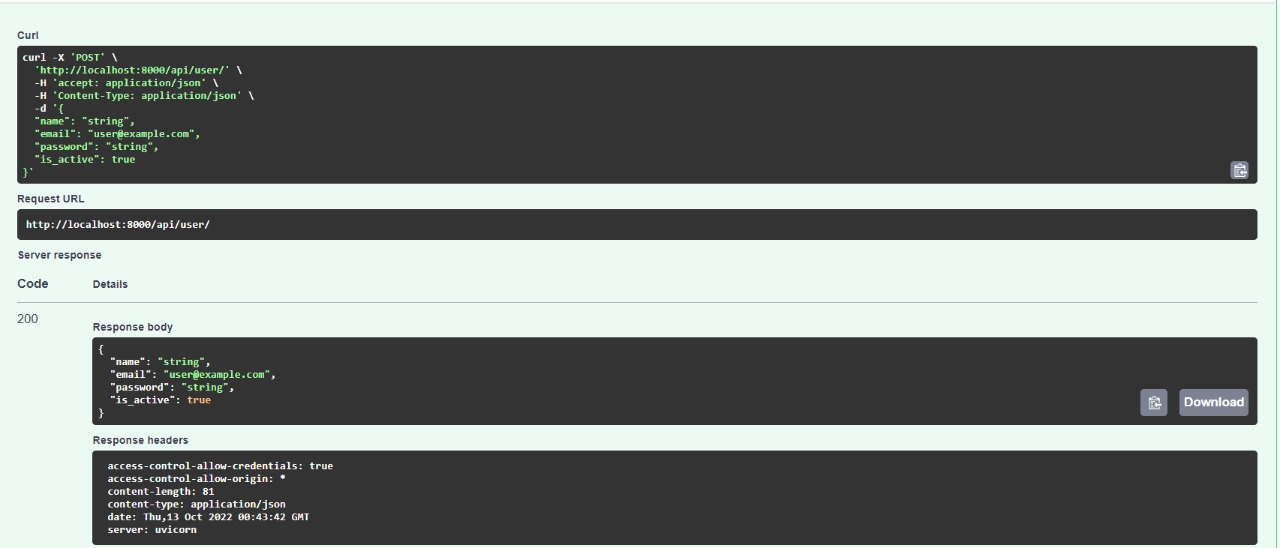 Curl
curl -X 'POST' \
'http://localhost:8000/api/user/' \
-H 'accept: application/json' \
-H 'Content-Type: application/json' \
-d '{
"name": "string",
"email": "user@example.com",
"password": "string",
"is_active": true
}'
Request URL
http://localhost:8000/api/user/
Server response
Code Details
200
Response body
{
"name": "string",
"email": "user@example.com",
"password": "string",
"is_active": true
}
Download
Response headers
access-control-allow-credentials: true
access-control-allow-origin: *
content-length: 81
content-type: application/json
date: Thu,13 Oct 2022 00:43:42 GMT
server: uvicorn